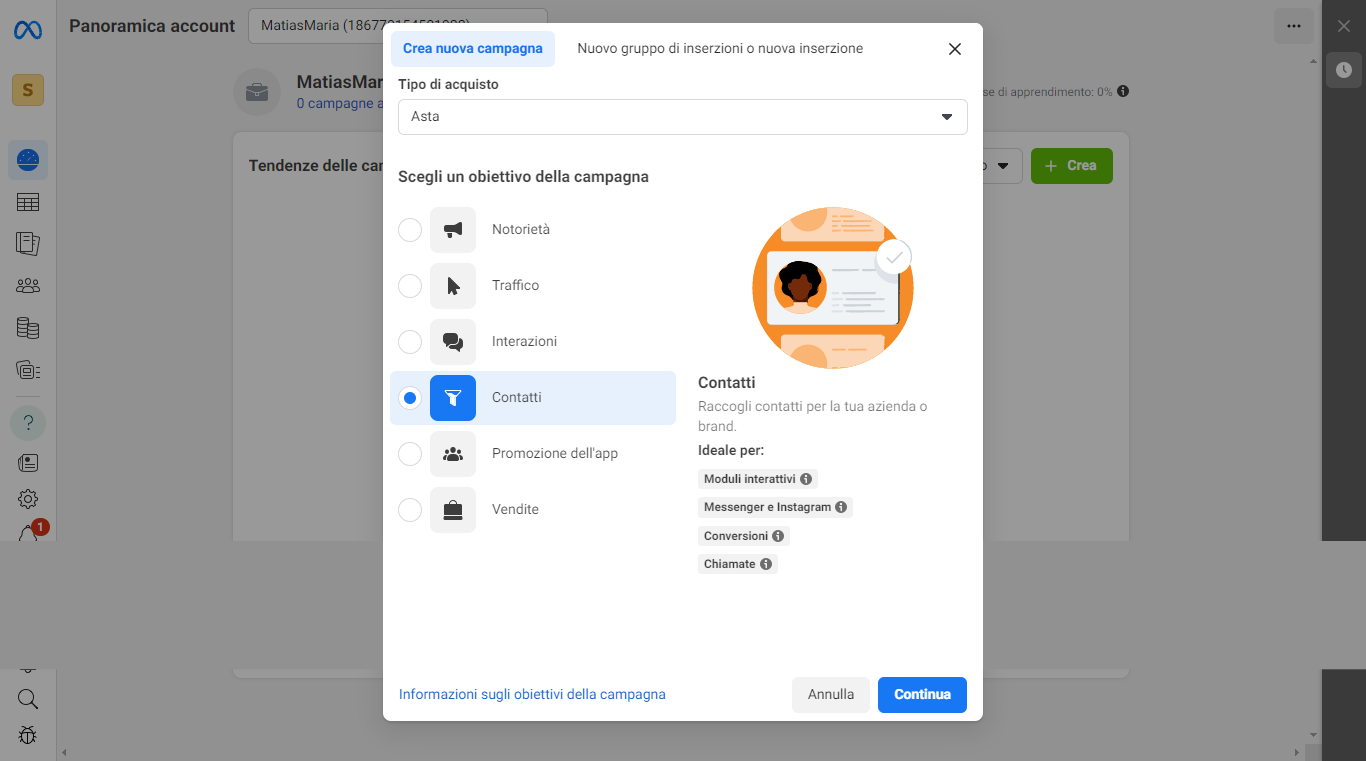 Panoramica account
MatiasMaria
S
MatiasMar
0 campagne a
se di apprendimento: 0%
Tendenze delle car
Crea
1
Crea nuova campagna
Nuovo gruppo di inserzioni o nuova inserzione
Tipo di acquisto
Asta
Scegli un obiettivo della campagna
Notorietà
Traffico
Interazioni
Contatti
Promozione dell'app
Vendite
Contatti
Raccogli contatti per la tua azienda o
brand.
Ideale per:
Moduli interattivi
Messenger e Instagram
Conversioni
Chiamate
Informazioni sugli obiettivi della campagna
Annulla
Continua